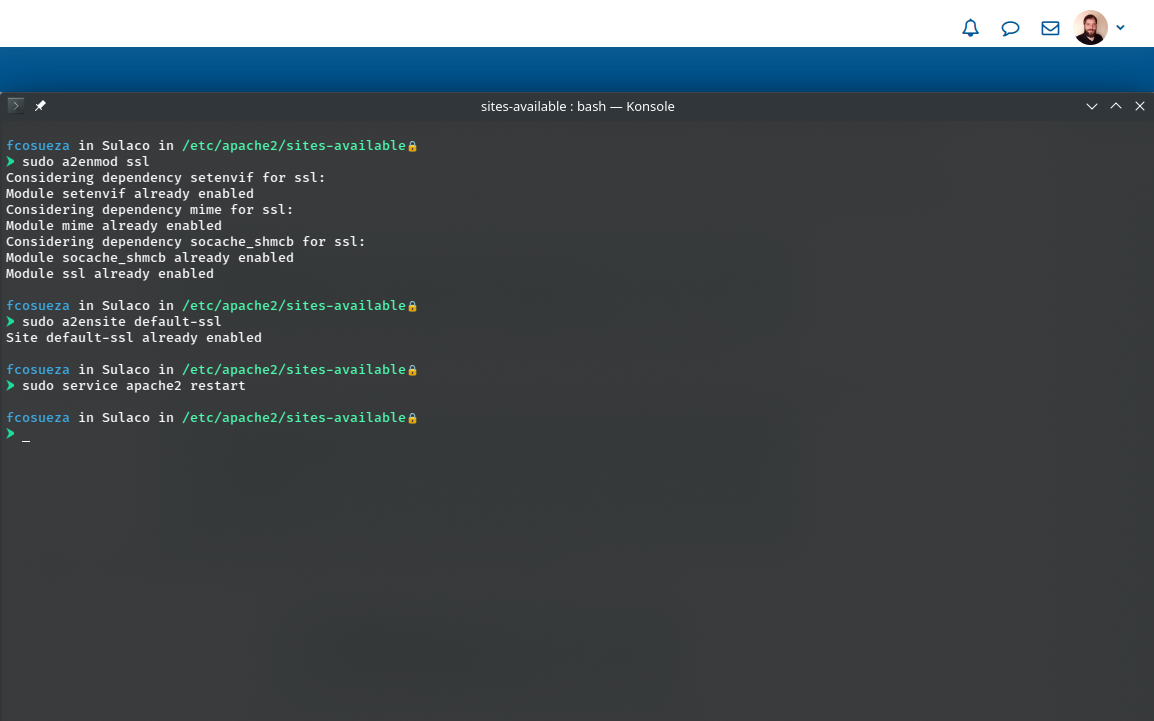 sites-available : bash — Konsole
fcosueza in Sulaco in /etc/apache2/sites-available🔒
➤ sudo a2enmod ssl
Considering dependency setenvif for ssl:
Module setenvif already enabled
Considering dependency mime for ssl:
Module mime already enabled
Considering dependency socache_shmcb for ssl:
Module socache_shmcb already enabled
Module ssl already enabled
fcosueza in Sulaco in /etc/apache2/sites-available🔒
➤ sudo a2ensite default-ssl
Site default-ssl already enabled
fcosueza in Sulaco in /etc/apache2/sites-available🔒
➤ sudo service apache2 restart
fcosueza in Sulaco in /etc/apache2/sites-available🔒
➤ _